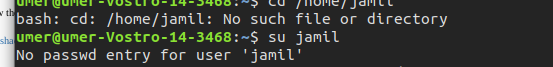 umer@umer-Vostro-14-3468:~$ cd /home/jamil
bash: cd: /home/jamil: No such file or directory
umer@umer-Vostro-14-3468:~$ su jamil
No passwd entry for user 'jamil'